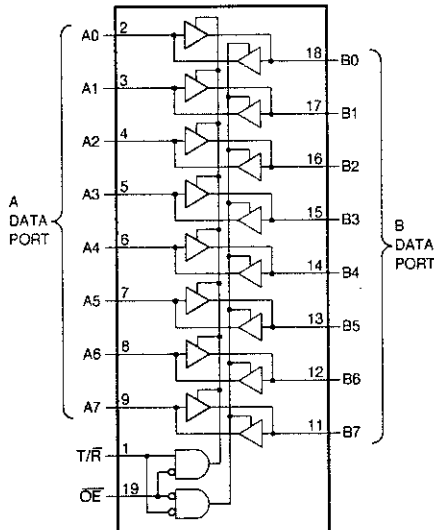 A0 2
18 B0
A1 3
17 B1
A2 4
16 B2
A3 5
15 B3
A4 6
14 B4
A5 7
13 B5
A6 8
12 B6
A7 9
11 B7
A
DATA
PORT
B
DATA
PORT
T/R̅ 1
O̅E̅ 19